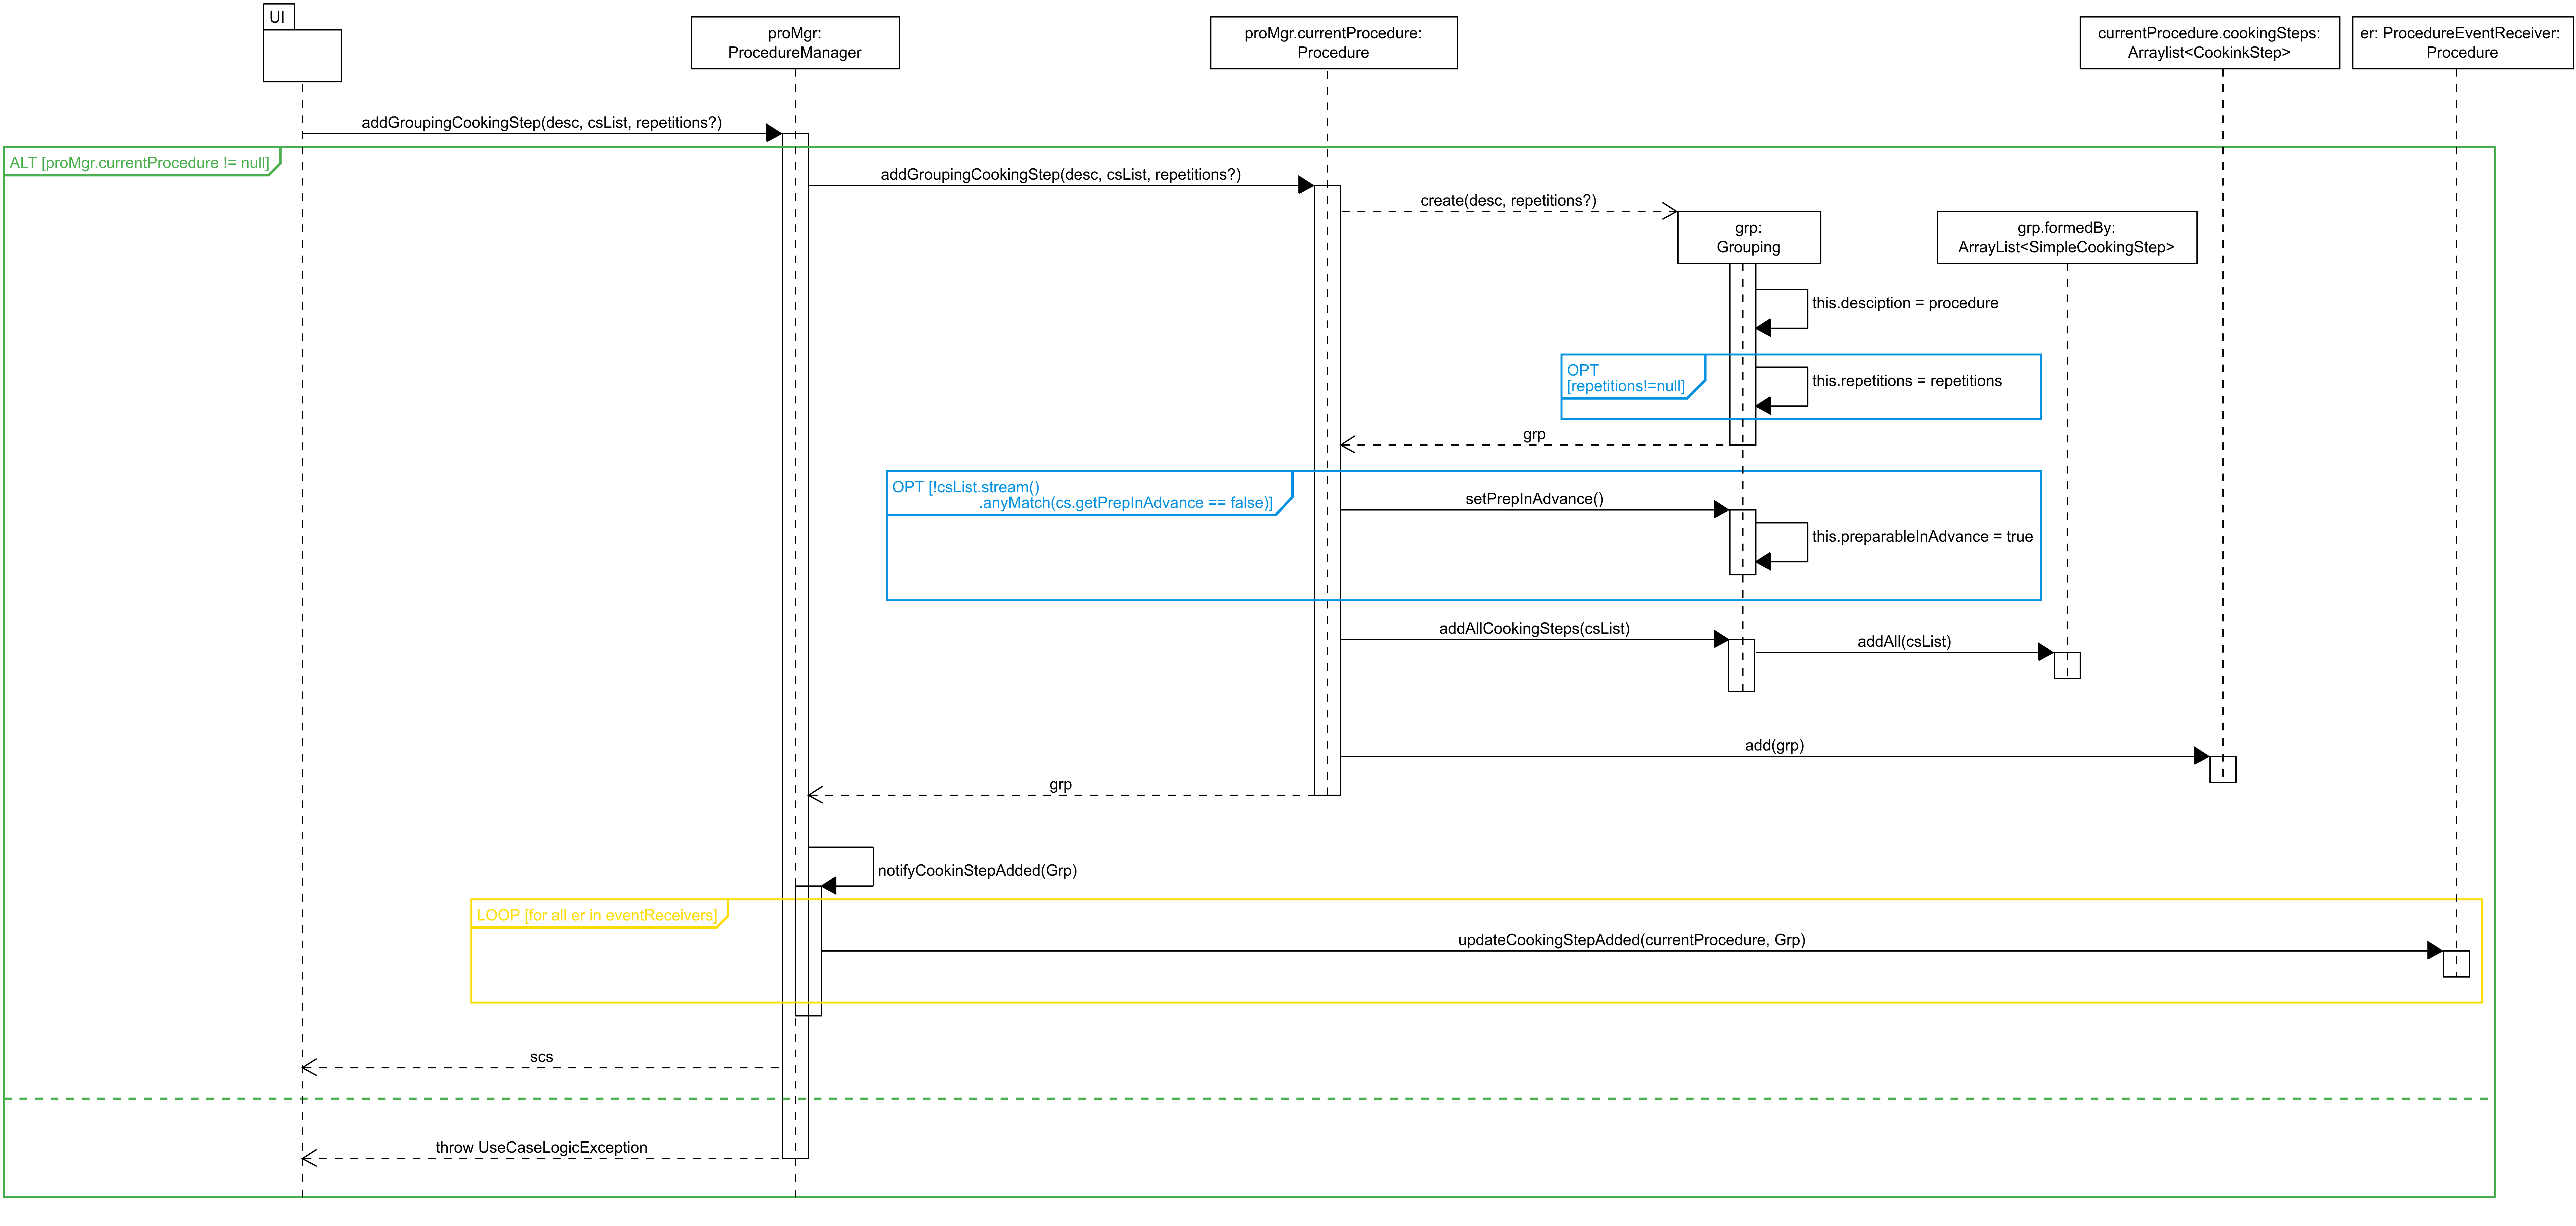 UI
proMgr:
ProcedureManager
proMgr.currentProcedure:
Procedure
currentProcedure.cookingSteps:
Arraylist<CookinkStep>
er: ProcedureEventReceiver:
Procedure
addGroupingCookingStep(desc, csList, repetitions?)
ALT [proMgr.currentProcedure != null]
addGroupingCookingStep(desc, csList, repetitions?)
create(desc, repetitions?)
grp:
Grouping
grp.formedBy:
ArrayList<SimpleCookingStep>
this.desciption = procedure
OPT
[repetitions!=null]
this.repetitions = repetitions
grp
OPT [!csList.stream()
.anyMatch(cs.getPrepInAdvance == false)]
setPrepInAdvance()
this.preparableInAdvance = true
addAllCookingSteps(csList)
addAll(csList)
add(grp)
grp
notifyCookinStepAdded(Grp)
LOOP [for all er in eventReceivers]
updateCookingStepAdded(currentProcedure, Grp)
scs
throw UseCaseLogicException